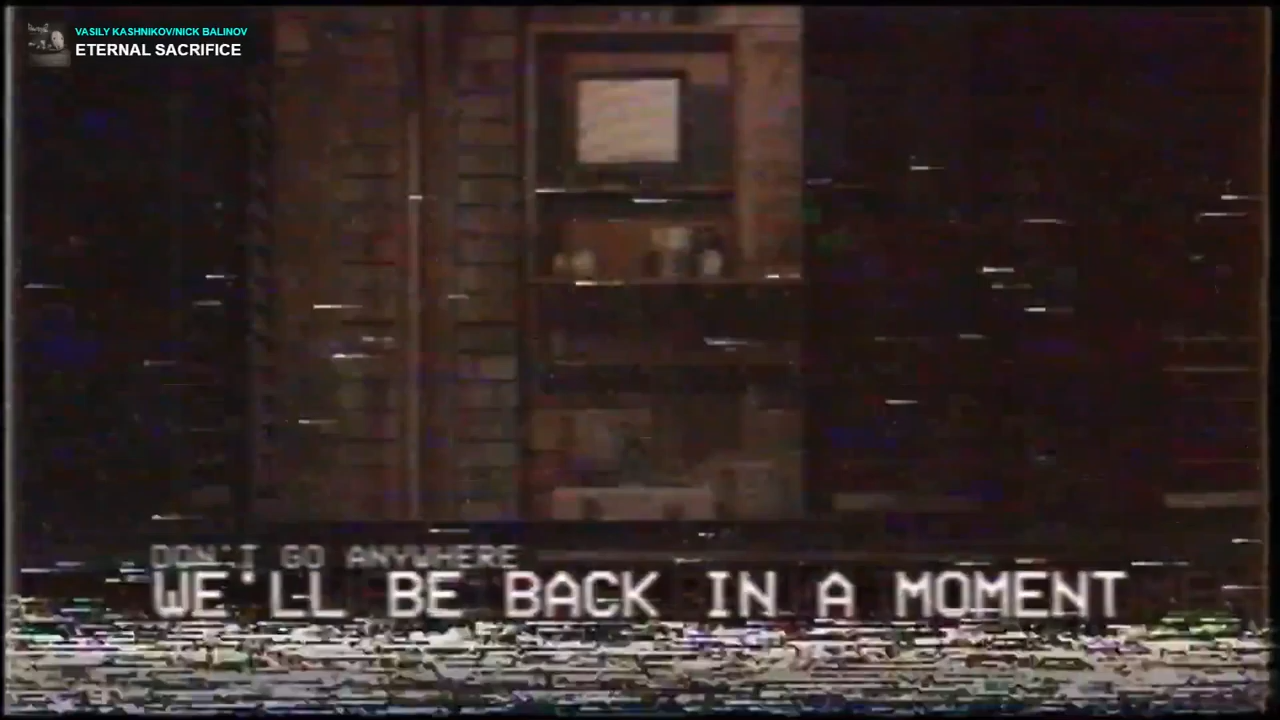 VASILY KASHNIKOV/NICK BALINOV
ETERNAL SACRIFICE
DON'T GO ANYWHERE
WE'LL BE BACK IN A MOMENT